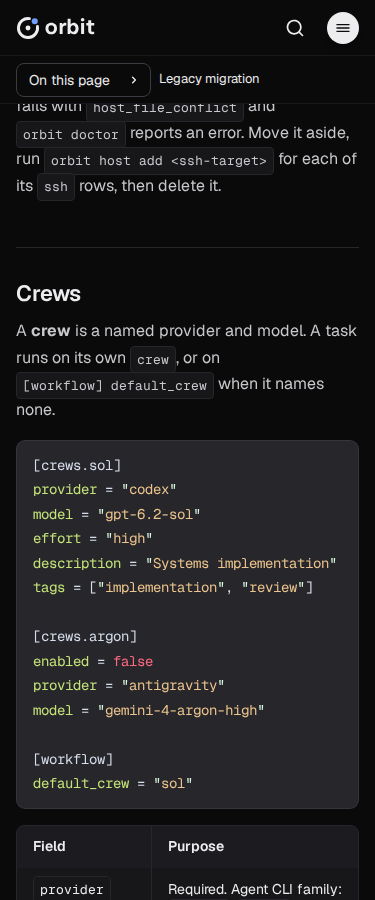 orbit
On this page
Legacy migration
fails with host_file_conflict and
orbit doctor reports an error. Move it aside,
run orbit host add <ssh-target> for each of
its ssh rows, then delete it.
Crews
A crew is a named provider and model. A task
runs on its own crew, or on
[workflow] default_crew when it names
none.
[crews.sol]
provider = "codex"
model = "gpt-6.2-sol"
effort = "high"
description = "Systems implementation"
tags = ["implementation", "review"]
[crews.argon]
enabled = false
provider = "antigravity"
model = "gemini-4-argon-high"
[workflow]
default_crew = "sol"
Field Purpose
provider Required. Agent CLI family: